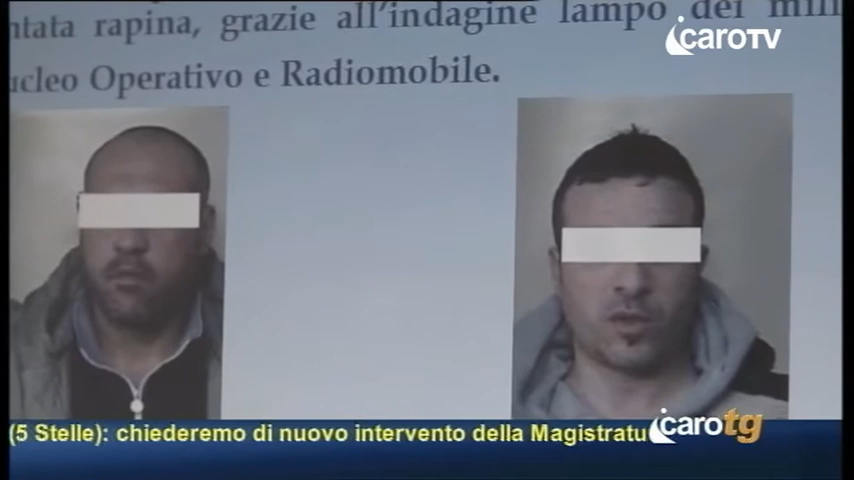 ntata rapina, grazie all'indagine lampo dei mili
ucleo Operativo e Radiomobile.
icaroTV
(5 Stelle): chiederemo di nuovo intervento della Magistratu
icarotg